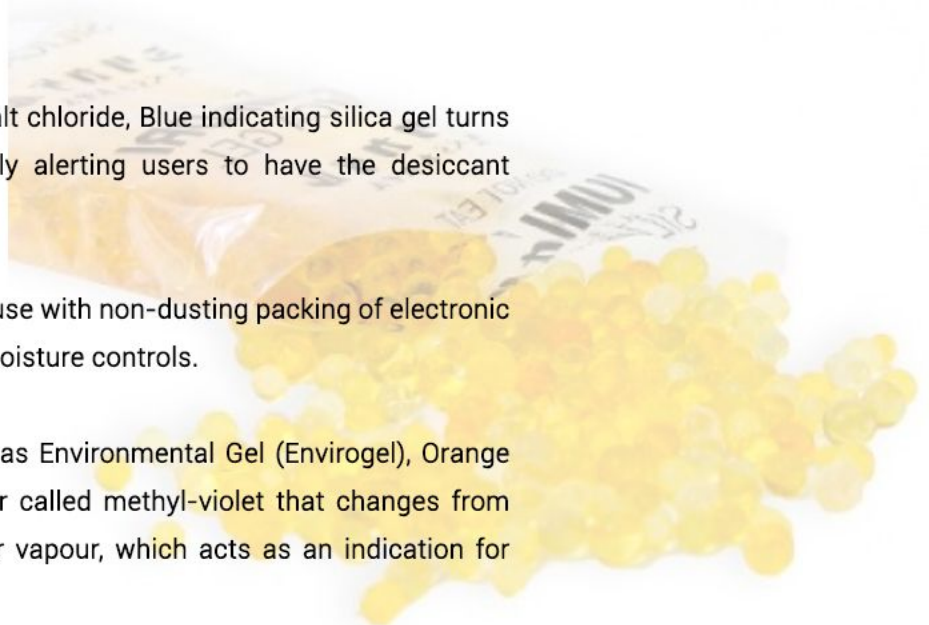 lt chloride, Blue indicating silica gel turns
ly alerting users to have the desiccant
use with non-dusting packing of electronic
oisture controls.
as Environmental Gel (Envirogel), Orange
r called methyl-violet that changes from
r vapour, which acts as an indication for